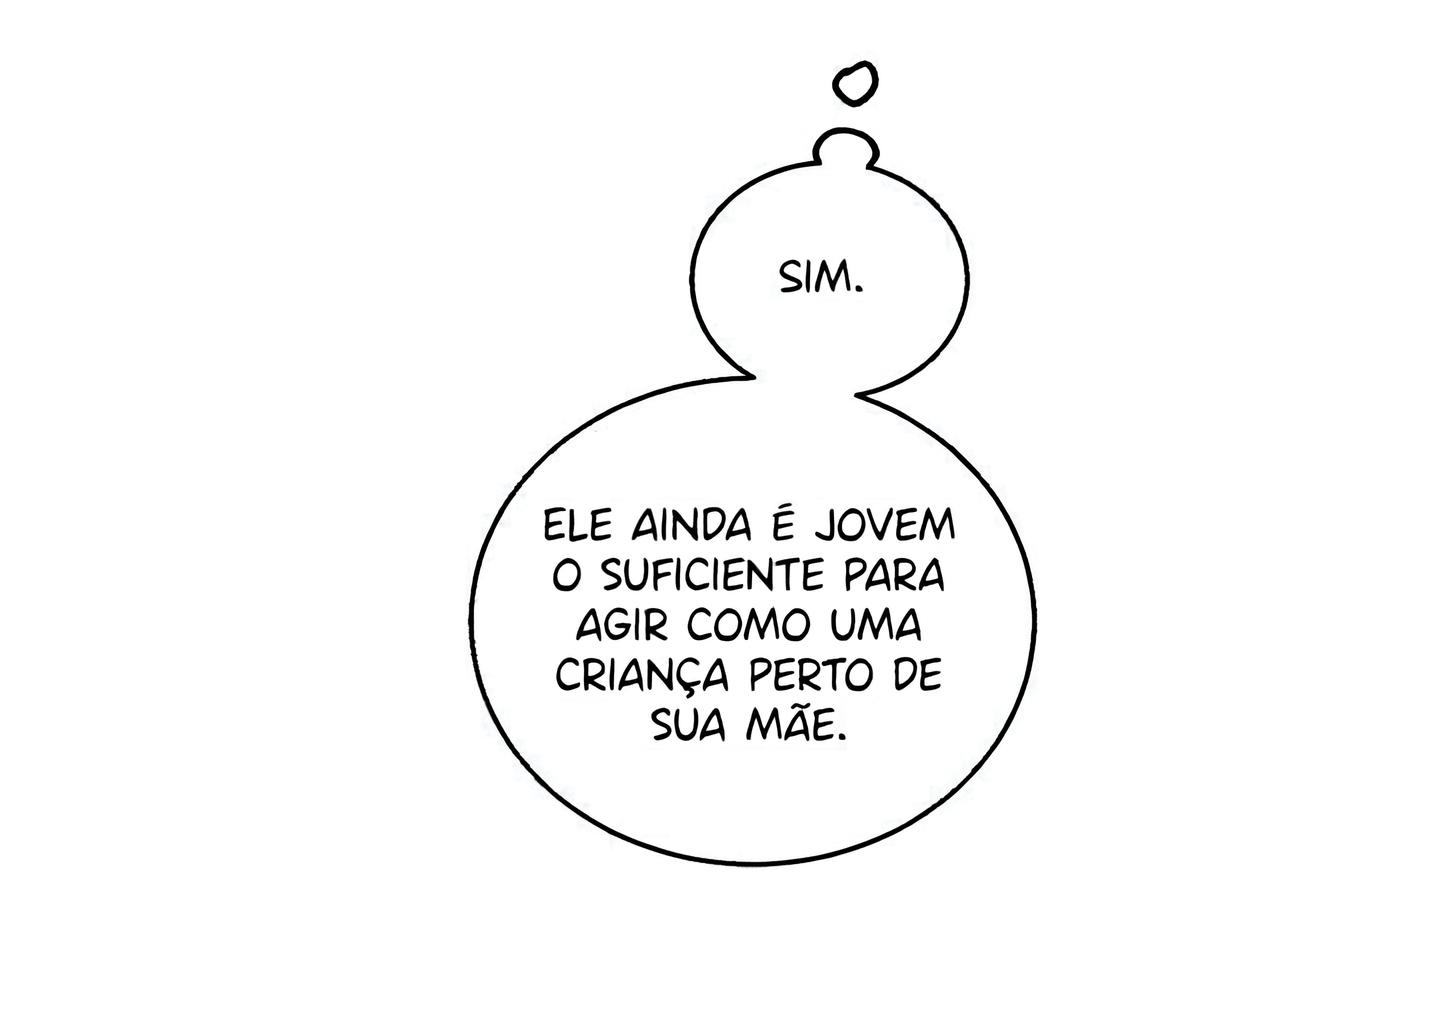 SIM.
ELE AINDA É JOVEM
O SUFICIENTE PARA
AGIR COMO UMA
CRIANÇA PERTO DE
SUA MÃE.